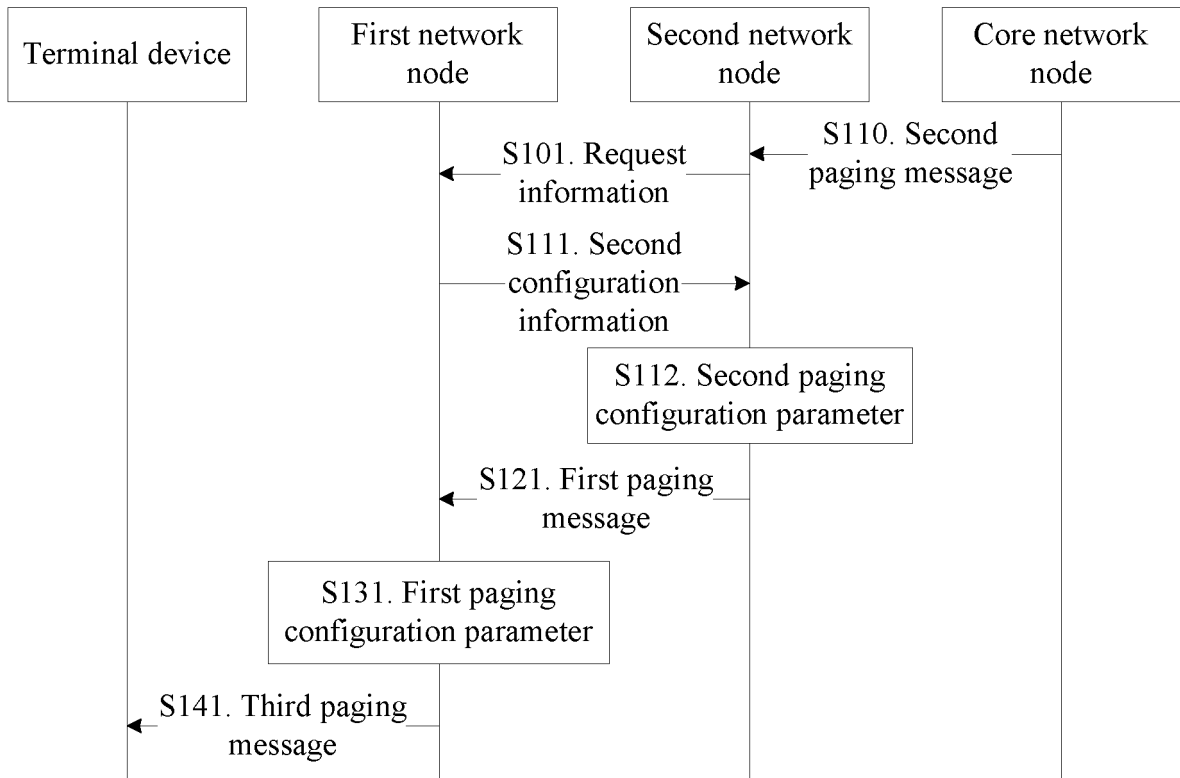 Terminal device
First network
node
Second network
node
Core network
node
S110. Second
paging message
S101. Request
information
S111. Second
configuration
information
S112. Second paging
configuration parameter
S121. First paging
message
S131. First paging
configuration parameter
S141. Third paging
message